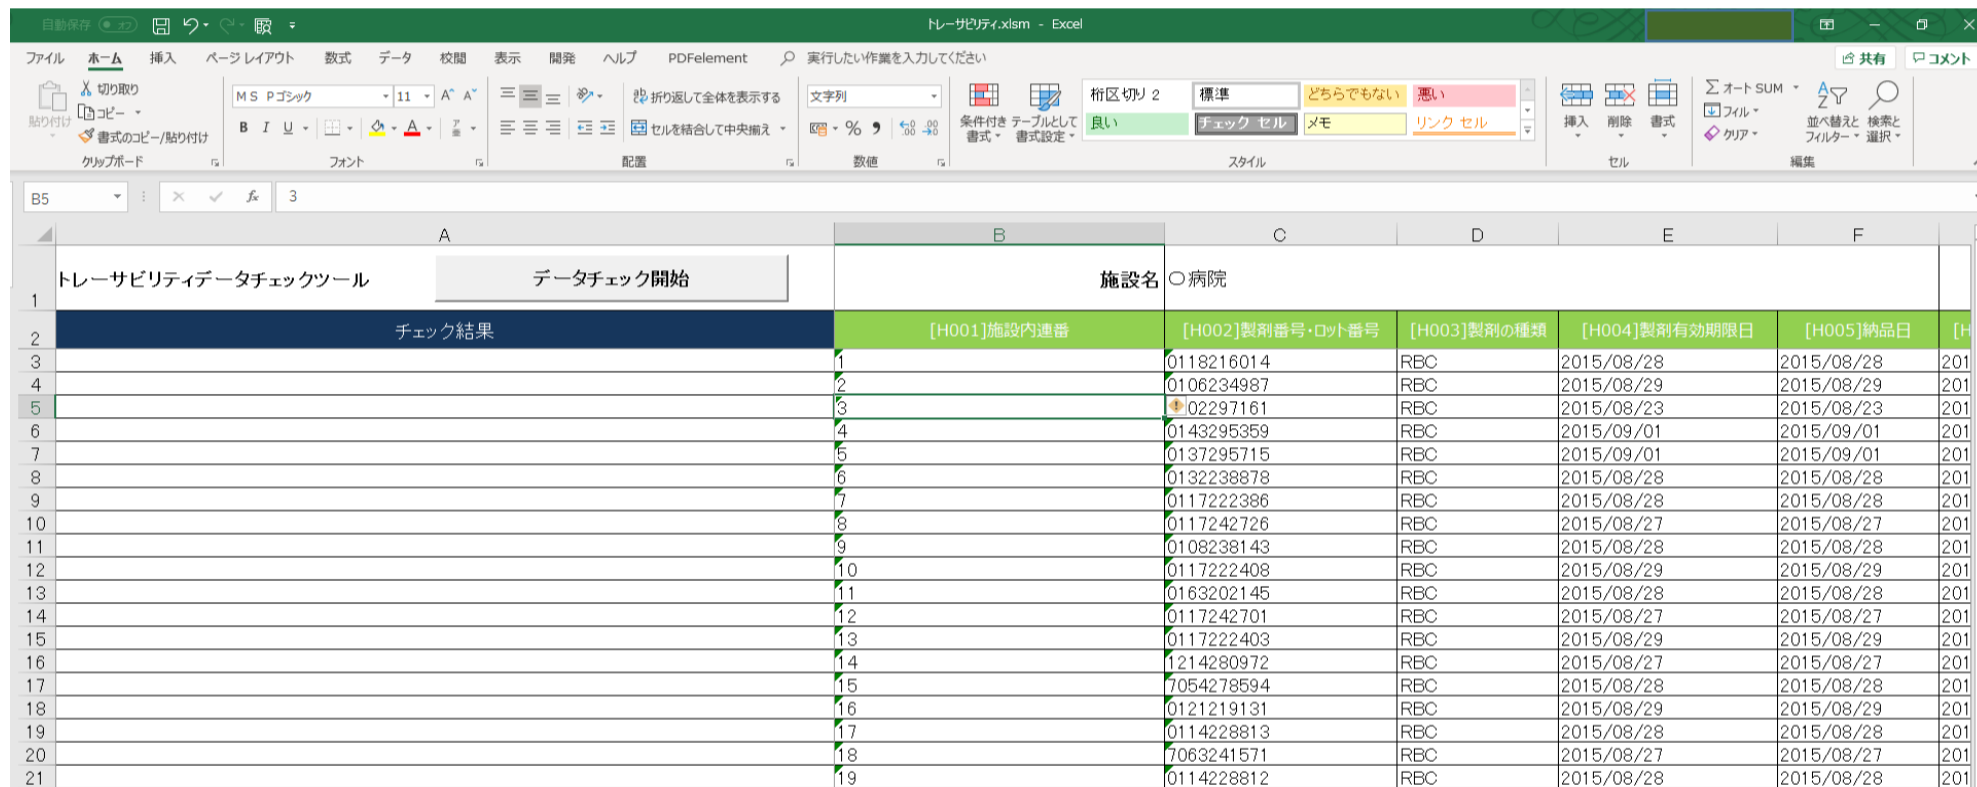 自動保存 オフ トレーサビリティ.xlsm - Excel
ファイル ホーム 挿入 ページ レイアウト 数式 データ 校閲 表示 開発 ヘルプ PDFelement 実行したい作業を入力してください 共有 コメント
貼り付け 切り取り コピー 書式のコピー/貼り付け
ＭＳ Ｐゴシック 11 A^ A˅
B I U A
折り返して全体を表示する
セルを結合して中央揃え
文字列
% 9 .00
条件付き書式 テーブルとして書式設定
桁区切り 2 標準 どちらでもない 悪い
良い チェック セル メモ リンク セル
挿入 削除 書式
Σ オート SUM
フィル
クリア
並べ替えとフィルター 検索と選択
クリップボード フォント 配置 数値 スタイル セル 編集
B5 fx 3
A B C D E F
1 トレーサビリティデータチェックツール データチェック開始 施設名 〇病院
2 チェック結果 [H001]施設内連番 [H002]製剤番号・ロット番号 [H003]製剤の種類 [H004]製剤有効期限日 [H005]納品日 [H
3 1 0118216014 RBC 2015/08/28 2015/08/28 201
4 2 0106234987 RBC 2015/08/29 2015/08/29 201
5 3 02297161 RBC 2015/08/23 2015/08/23 201
6 4 0143295359 RBC 2015/09/01 2015/09/01 201
7 5 0137295715 RBC 2015/09/01 2015/09/01 201
8 6 0132238878 RBC 2015/08/28 2015/08/28 201
9 7 0117222386 RBC 2015/08/28 2015/08/28 201
10 8 0117242726 RBC 2015/08/27 2015/08/27 201
11 9 0108238143 RBC 2015/08/28 2015/08/28 201
12 10 0117222408 RBC 2015/08/29 2015/08/29 201
13 11 0163202145 RBC 2015/08/28 2015/08/28 201
14 12 0117242701 RBC 2015/08/27 2015/08/27 201
15 13 0117222403 RBC 2015/08/29 2015/08/29 201
16 14 1214280972 RBC 2015/08/27 2015/08/27 201
17 15 7054278594 RBC 2015/08/28 2015/08/28 201
18 16 0121219131 RBC 2015/08/29 2015/08/29 201
19 17 0114228813 RBC 2015/08/28 2015/08/28 201
20 18 7063241571 RBC 2015/08/27 2015/08/27 201
21 19 0114228812 RBC 2015/08/28 2015/08/28 201